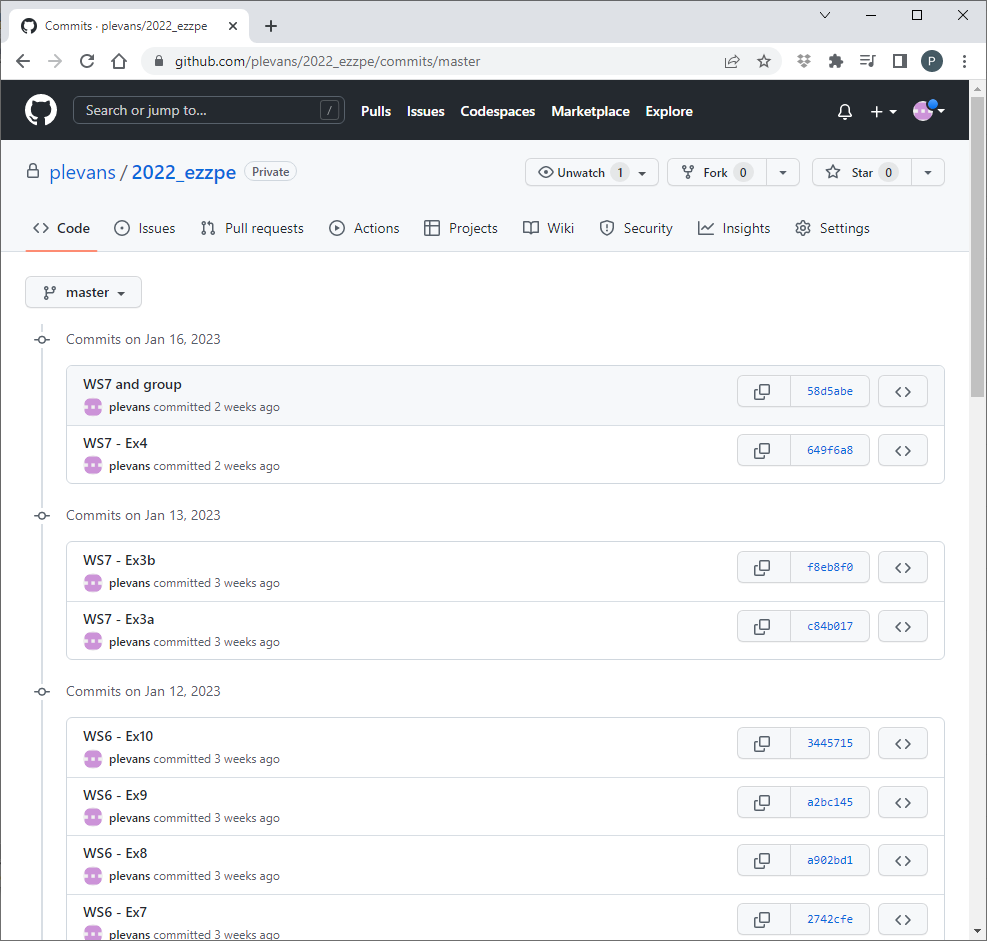 Commits · plevans/2022_ezzpe
github.com/plevans/2022_ezzpe/commits/master
P
Search or jump to... /
Pulls Issues Codespaces Marketplace Explore
plevans / 2022_ezzpe Private
Unwatch 1 Fork 0 Star 0
Code Issues Pull requests Actions Projects Wiki Security Insights Settings
master
Commits on Jan 16, 2023
WS7 and group
plevans committed 2 weeks ago
58d5abe
WS7 - Ex4
plevans committed 2 weeks ago
649f6a8
Commits on Jan 13, 2023
WS7 - Ex3b
plevans committed 3 weeks ago
f8eb8f0
WS7 - Ex3a
plevans committed 3 weeks ago
c84b017
Commits on Jan 12, 2023
WS6 - Ex10
plevans committed 3 weeks ago
3445715
WS6 - Ex9
plevans committed 3 weeks ago
a2bc145
WS6 - Ex8
plevans committed 3 weeks ago
a902bd1
WS6 - Ex7
plevans committed 3 weeks ago
2742cfe